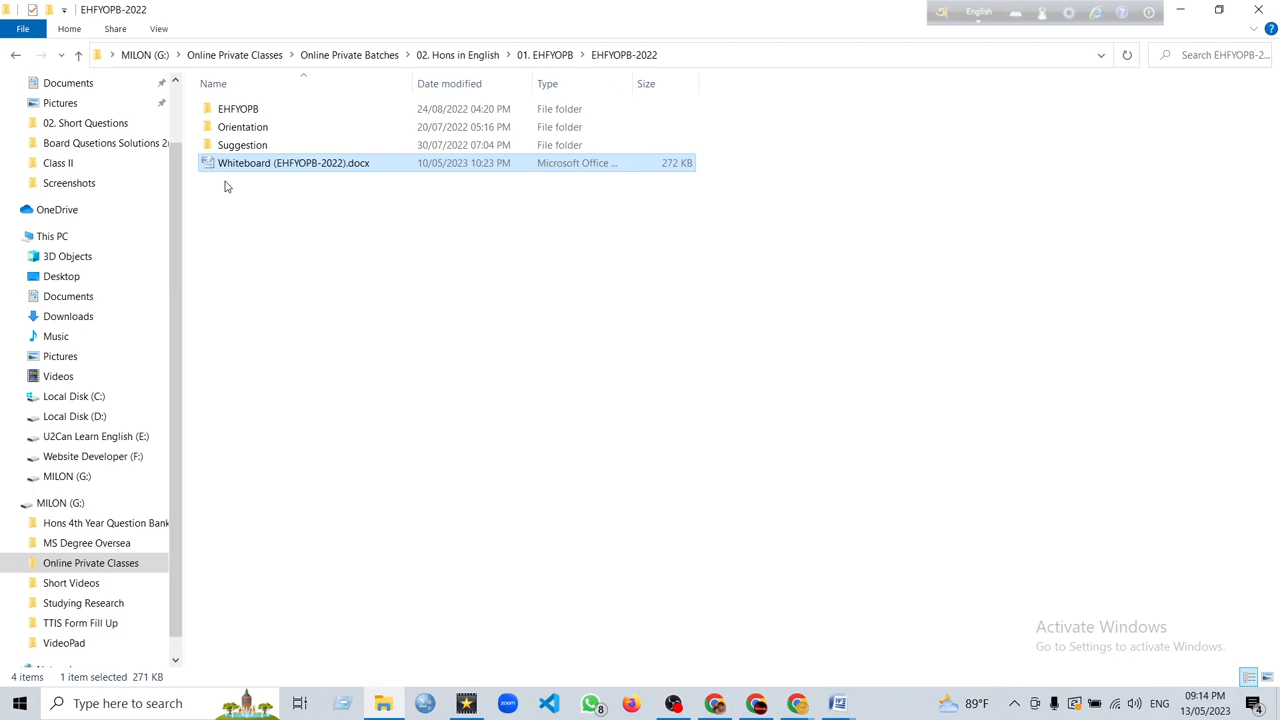 EHFYOPB-2022
English
File Home Share View
MILON (G:) Online Private Classes Online Private Batches 02. Hons in English 01. EHFYOPB EHFYOPB-2022
Search EHFYOPB-2...
Name Date modified Type Size
EHFYOPB 24/08/2022 04:20 PM File folder
Orientation 20/07/2022 05:16 PM File folder
Suggestion 30/07/2022 07:04 PM File folder
Whiteboard (EHFYOPB-2022).docx 10/05/2023 10:23 PM Microsoft Office ... 272 KB
Documents
Pictures
02. Short Questions
Board Qusetions Solutions 2
Class II
Screenshots
OneDrive
This PC
3D Objects
Desktop
Documents
Downloads
Music
Pictures
Videos
Local Disk (C:)
Local Disk (D:)
U2Can Learn English (E:)
Website Developer (F:)
MILON (G:)
MILON (G:)
Hons 4th Year Question Bank
MS Degree Oversea
Online Private Classes
Short Videos
Studying Research
TTIS Form Fill Up
VideoPad
Activate Windows
Go to Settings to activate Windows.
4 items 1 item selected 271 KB
Type here to search
zoom
8
89°F
ENG
09:14 PM
13/05/2023
4